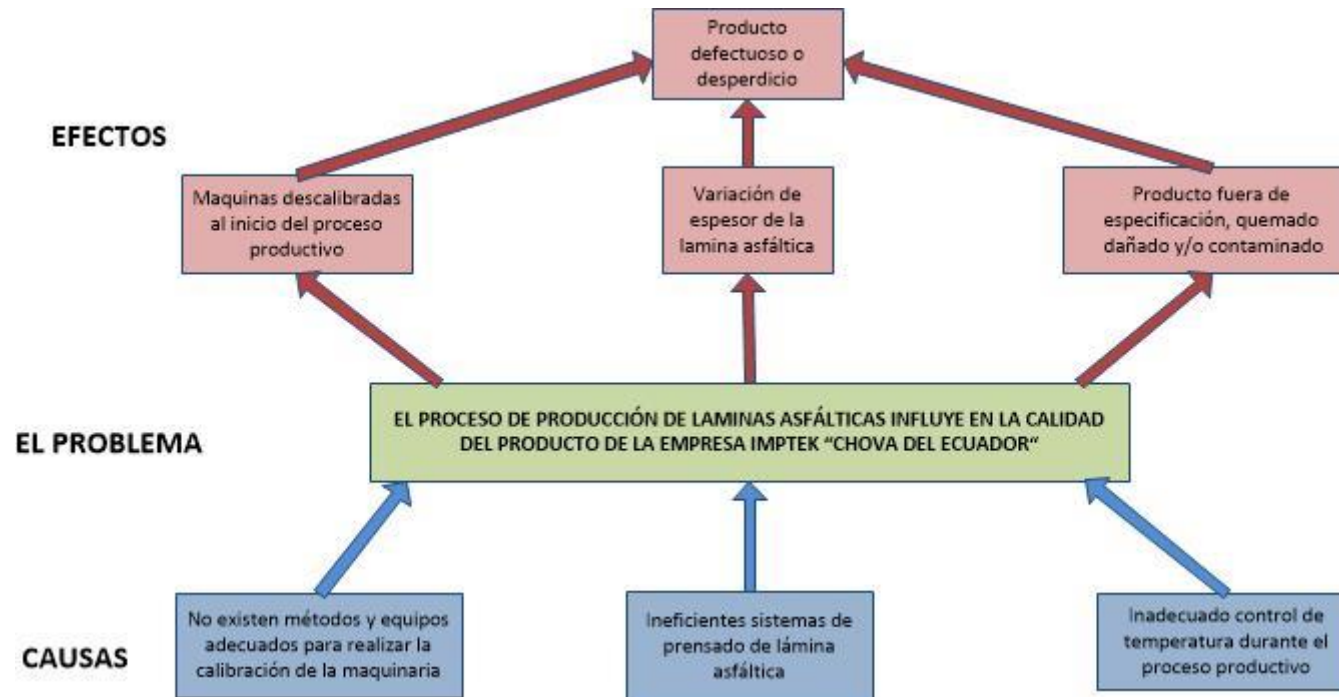 Producto
defectuoso o
desperdicio
EFECTOS
Maquinas descalibradas
al inicio del proceso
productivo
Variación de
espesor de la
lamina asfáltica
Producto fuera de
especificación, quemado
dañado y/o contaminado
EL PROBLEMA
EL PROCESO DE PRODUCCIÓN DE LAMINAS ASFÁLTICAS INFLUYE EN LA CALIDAD
DEL PRODUCTO DE LA EMPRESA IMPTEK “CHOVA DEL ECUADOR“
CAUSAS
No existen métodos y equipos
adecuados para realizar la
calibración de la maquinaria
Ineficientes sistemas de
prensado de lámina
asfáltica
Inadecuado control de
temperatura durante el
proceso productivo